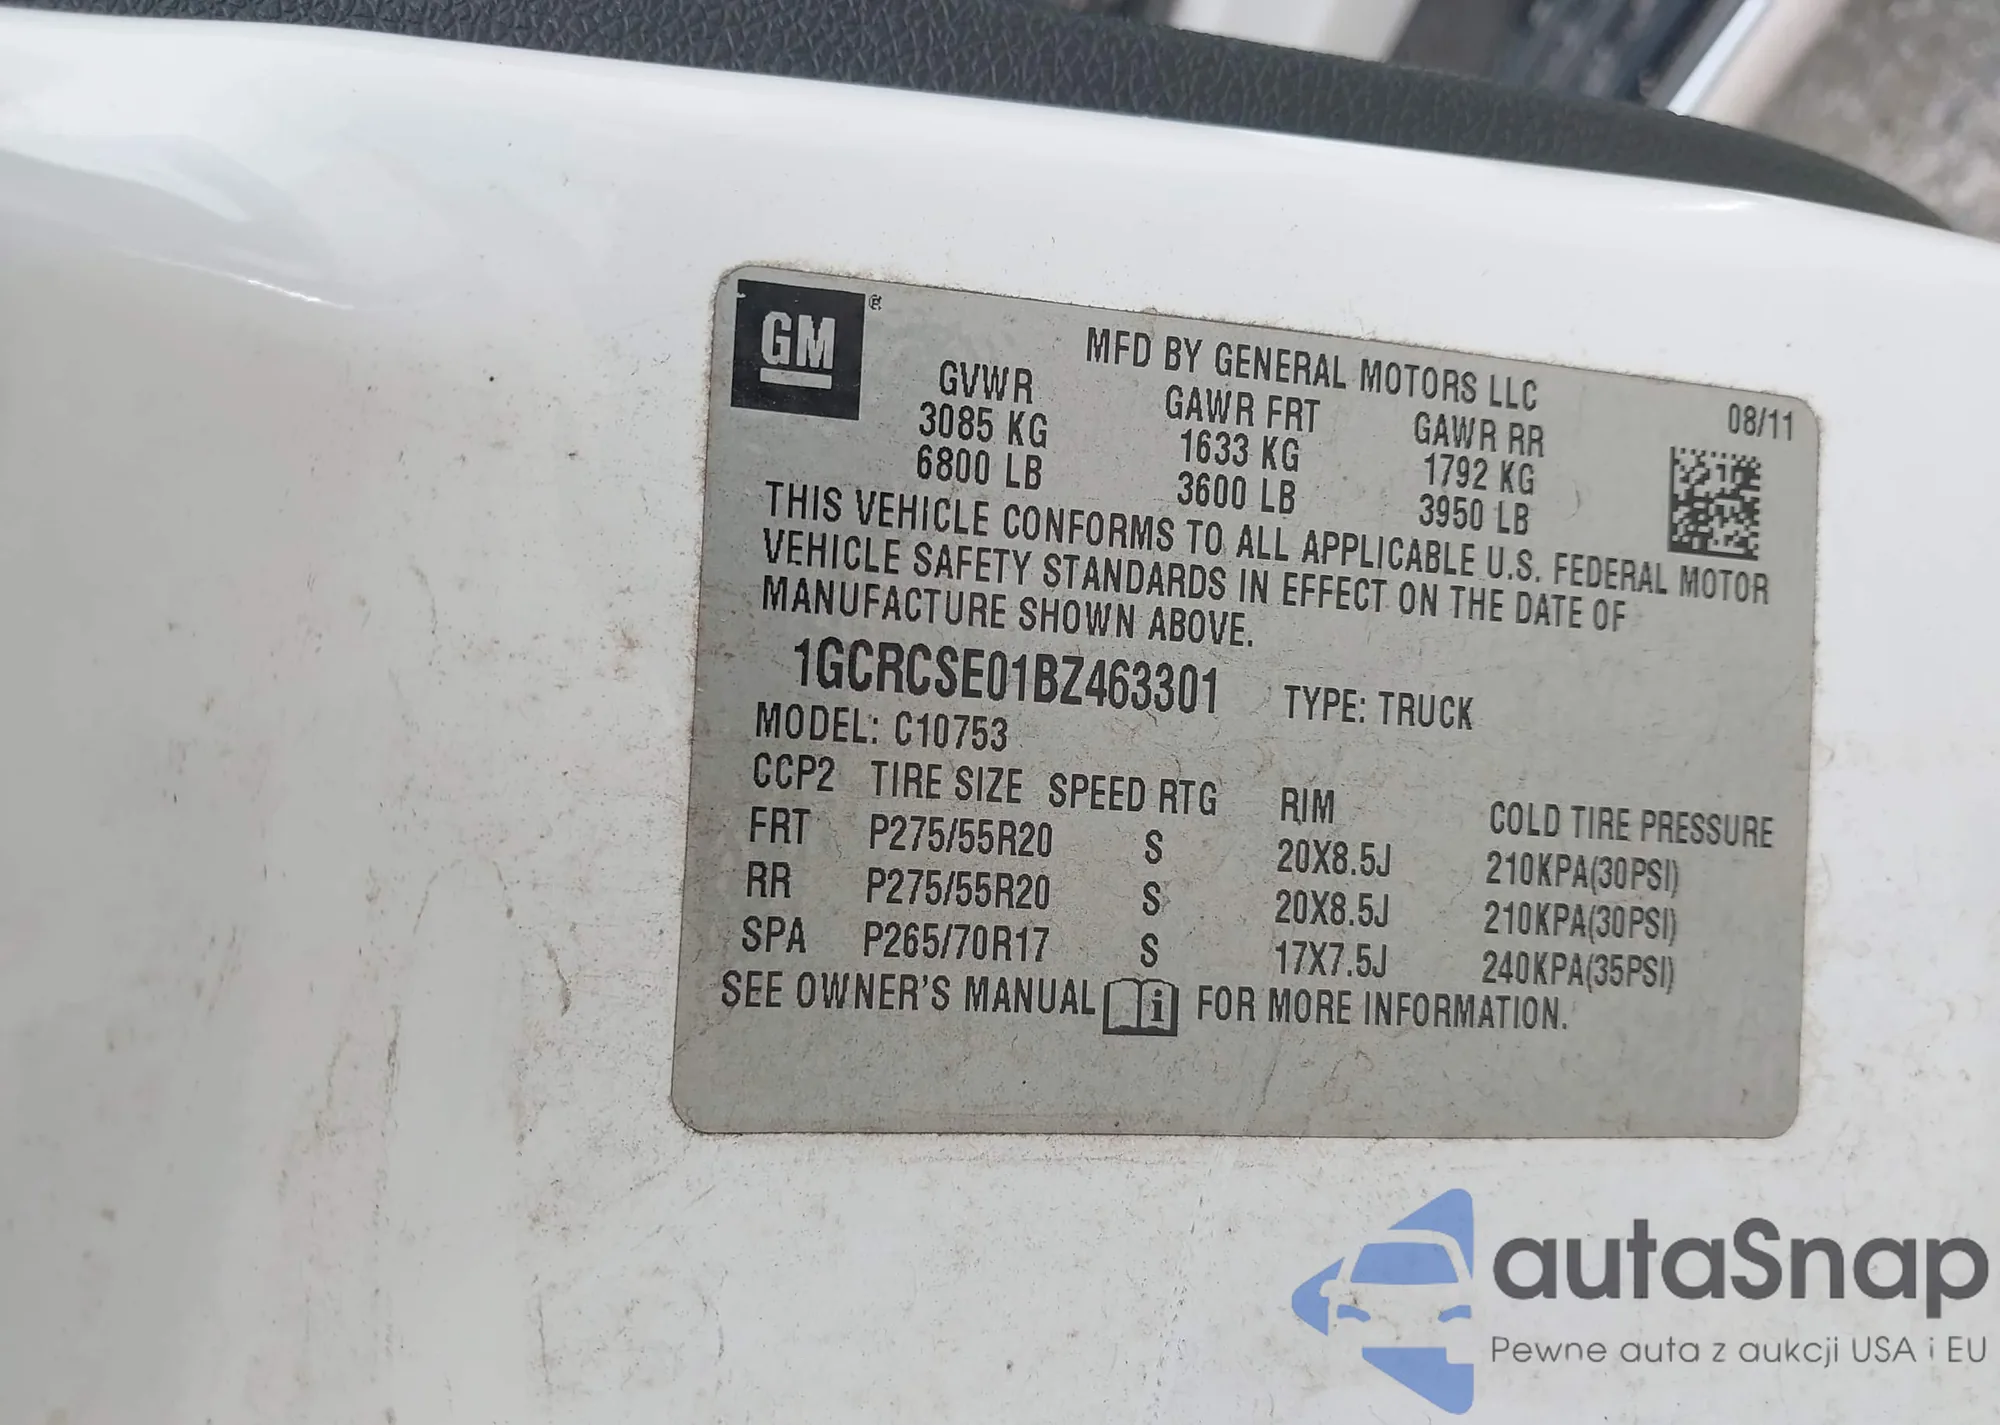 GM
MFD BY GENERAL MOTORS LLC
08/11
GVWR GAWR FRT GAWR RR
3085 KG 1633 KG 1792 KG
6800 LB 3600 LB 3950 LB
THIS VEHICLE CONFORMS TO ALL APPLICABLE U.S. FEDERAL MOTOR
VEHICLE SAFETY STANDARDS IN EFFECT ON THE DATE OF
MANUFACTURE SHOWN ABOVE.
1GCRCSE01BZ463301 TYPE: TRUCK
MODEL: C10753
CCP2 TIRE SIZE SPEED RTG RIM COLD TIRE PRESSURE
FRT P275/55R20 S 20X8.5J 210KPA(30PSI)
RR P275/55R20 S 20X8.5J 210KPA(30PSI)
SPA P265/70R17 S 17X7.5J 240KPA(35PSI)
SEE OWNER'S MANUAL i FOR MORE INFORMATION.
autaSnap
Pewne auta z aukcji USA i EU